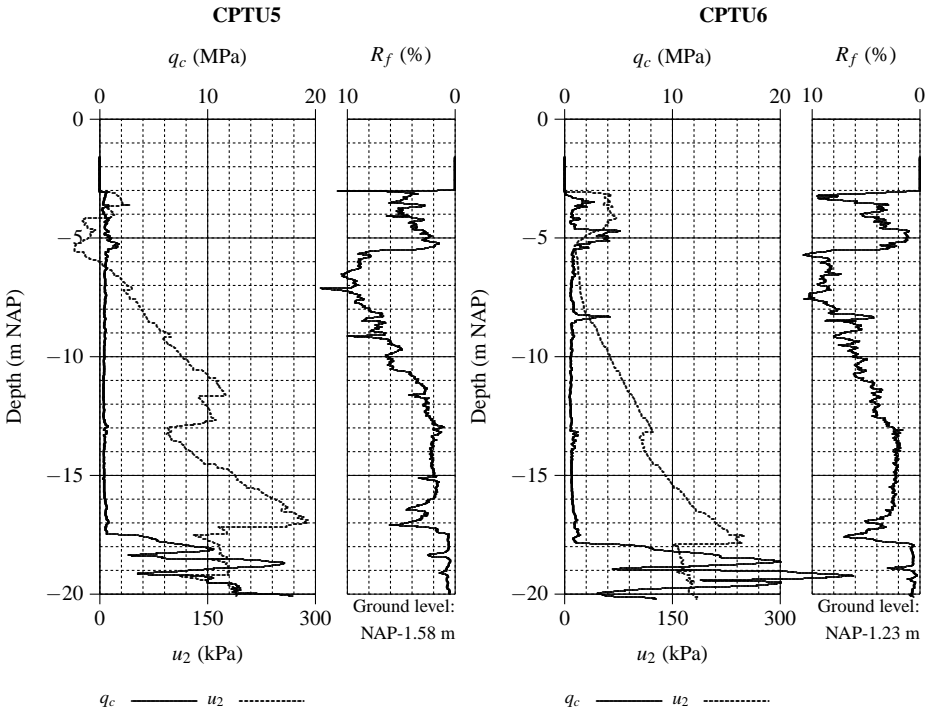 CPTU5
CPTU6
q_c (MPa)
R_f (%)
q_c (MPa)
R_f (%)
0 10 20 10 0
0 10 20 10 0
0
−5
−10
−15
−20
Depth (m NAP)
0
−5
−10
−15
−20
Depth (m NAP)
0 150 300
u_2 (kPa)
Ground level:
NAP-1.58 m
0 150 300
u_2 (kPa)
Ground level:
NAP-1.23 m
q_c u_2
q_c u_2